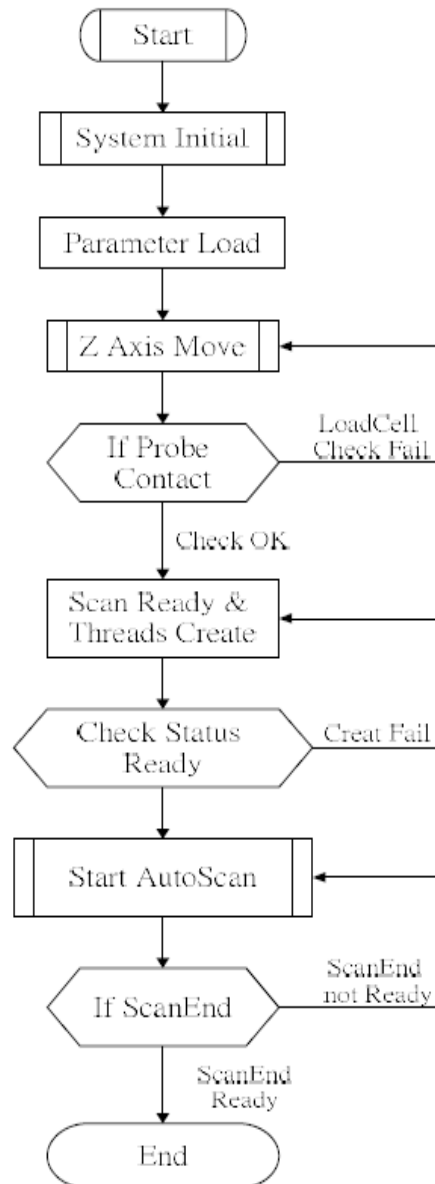 Start
System Initial
Parameter Load
Z Axis Move
If Probe
Contact
LoadCell
Check Fail
Check OK
Scan Ready &
Threads Create
Check Status
Ready
Creat Fail
Start AutoScan
If ScanEnd
ScanEnd
not Ready
ScanEnd
Ready
End